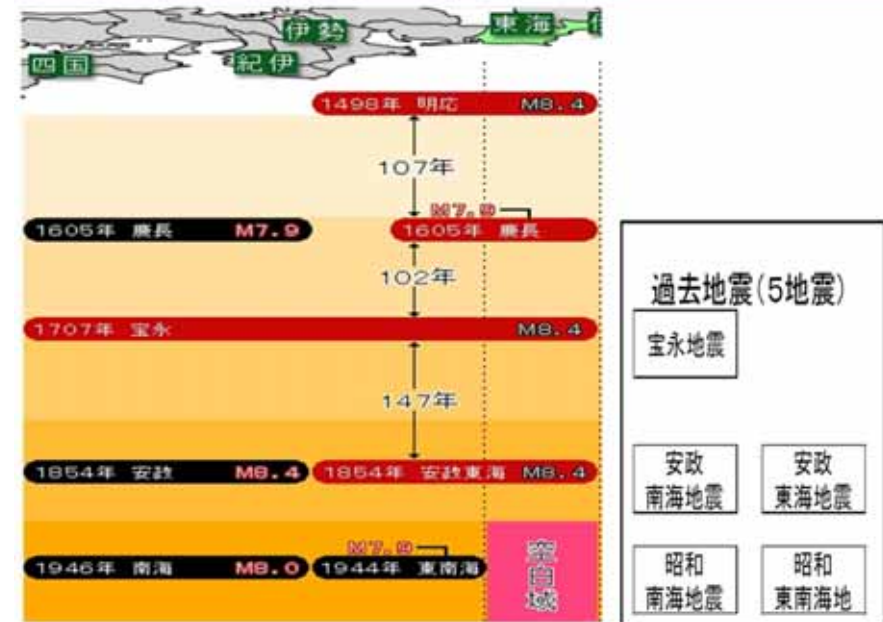 伊勢
東海
四国
紀伊
1498年 明応 M8.4
107年
M7.9
1605年 慶長 M7.9
1605年 慶長
102年
1707年 宝永 M8.4
147年
1854年 安政 M8.4
1854年 安政東海 M8.4
M7.9
1946年 南海 M8.0
1944年 東南海
空白域
過去地震(5地震)
宝永地震
安政
南海地震
安政
東海地震
昭和
南海地震
昭和
東南海地